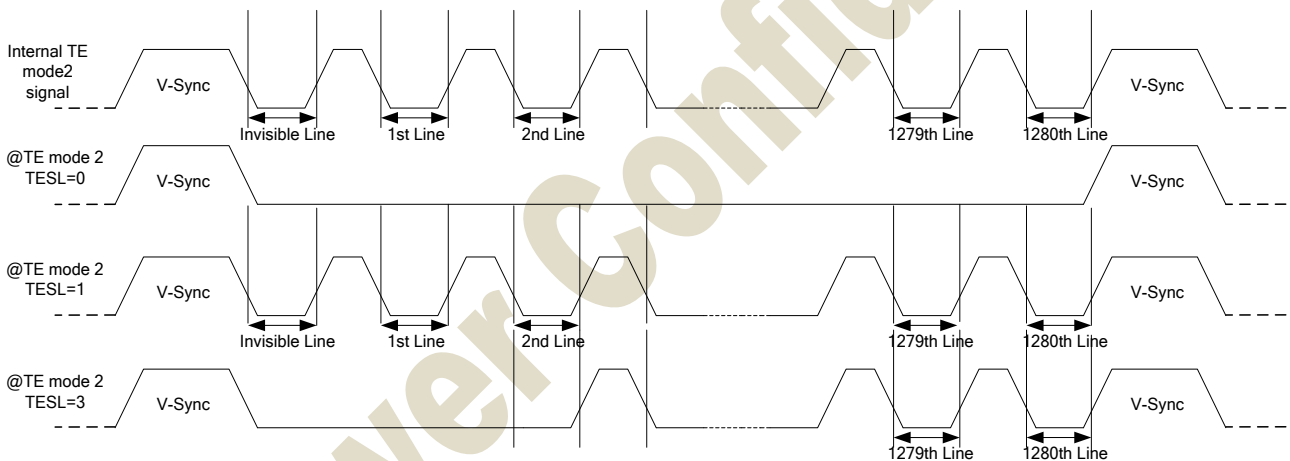 Internal TE
mode2
signal
V-Sync
V-Sync
Invisible Line
1st Line
2nd Line
1279th Line
1280th Line
@TE mode 2
TESL=0
V-Sync
V-Sync
@TE mode 2
TESL=1
V-Sync
V-Sync
Invisible Line
1st Line
2nd Line
1279th Line
1280th Line
@TE mode 2
TESL=3
V-Sync
V-Sync
1279th Line
1280th Line